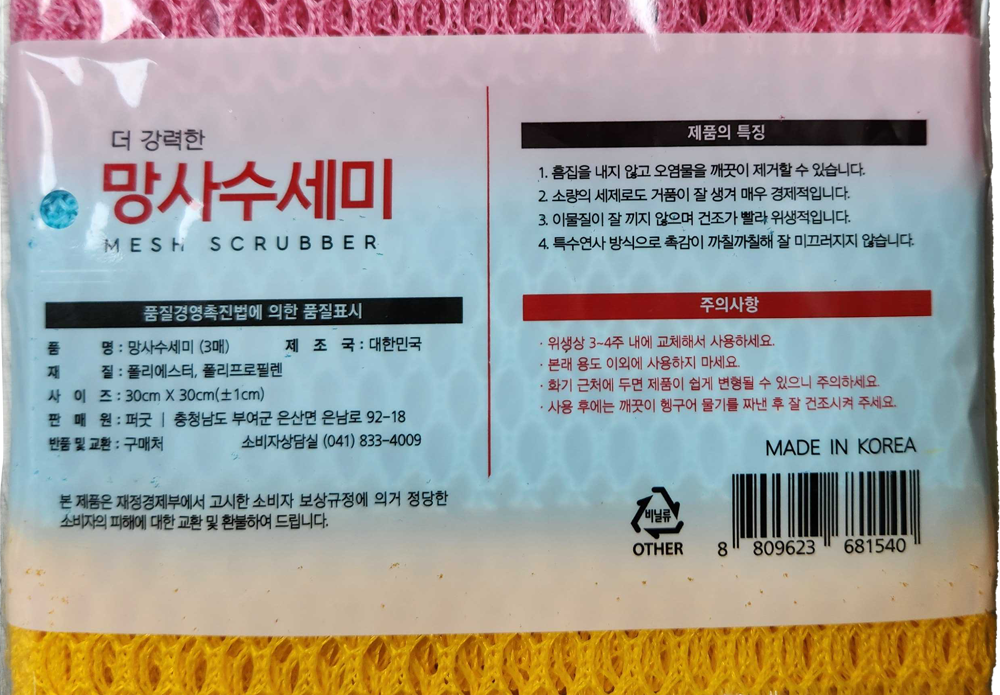 더 강력한
망사수세미
MESH SCRUBBER
품질경영촉진법에 의한 품질표시
품 명 : 망사수세미 (3매) 제 조 국 : 대한민국
재 질 : 폴리에스터, 폴리프로필렌
사 이 즈 : 30cm X 30cm(±1cm)
판 매 원 : 퍼굿 | 충청남도 부여군 은산면 은남로 92-18
반품 및 교환 : 구매처 소비자상담실 (041) 833-4009
본 제품은 재정경제부에서 고시한 소비자 보상규정에 의거 정당한
소비자의 피해에 대한 교환 및 환불하여 드립니다.
제품의 특징
1. 흠집을 내지 않고 오염물을 깨끗이 제거할 수 있습니다.
2. 소량의 세제로도 거품이 잘 생겨 매우 경제적입니다.
3. 이물질이 잘 끼지 않으며 건조가 빨라 위생적입니다.
4. 특수연사 방식으로 촉감이 까칠까칠해 잘 미끄러지지 않습니다.
주의사항
· 위생상 3~4주 내에 교체해서 사용하세요.
· 본래 용도 이외에 사용하지 마세요.
· 화기 근처에 두면 제품이 쉽게 변형될 수 있으니 주의하세요.
· 사용 후에는 깨끗이 헹구어 물기를 짜낸 후 잘 건조시켜 주세요.
MADE IN KOREA
비닐류
OTHER
8 809623 681540